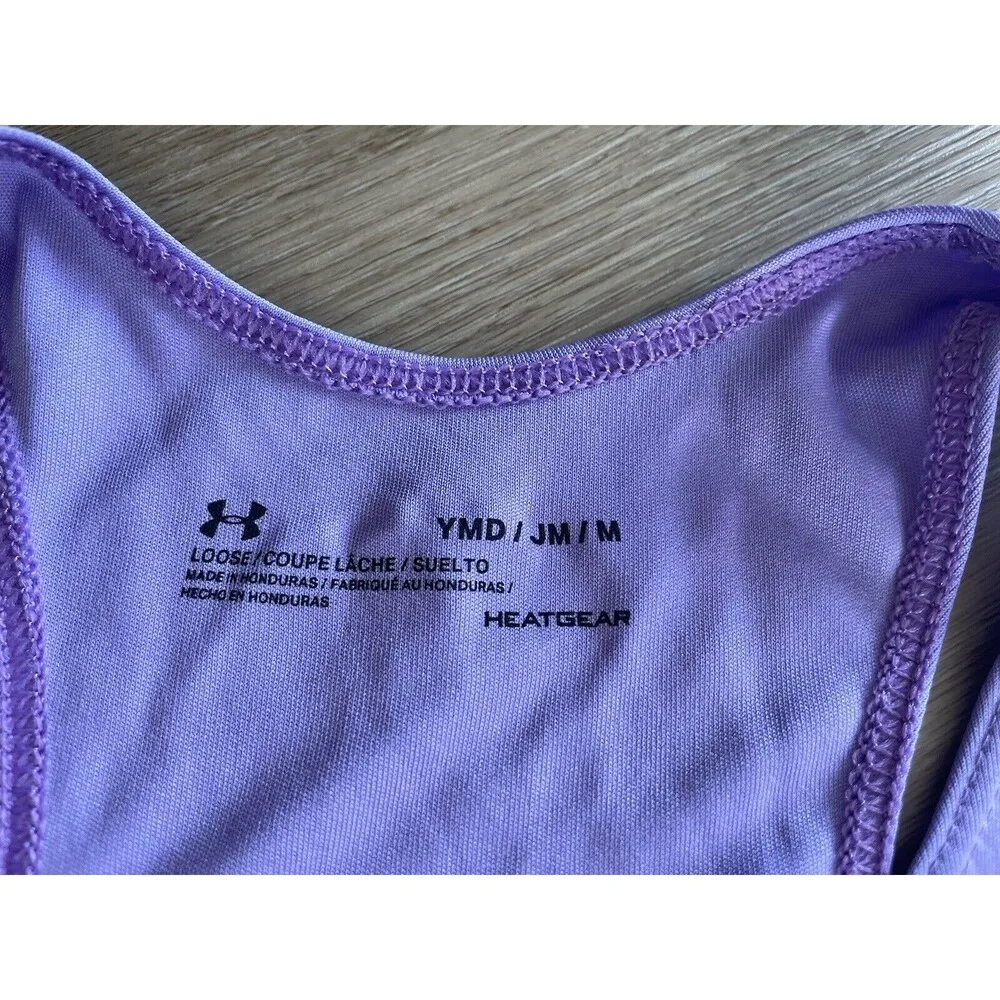 YMD / JM / M
LOOSE / COUPE LÂCHE / SUELTO
MADE IN HONDURAS / FABRIQUÉ AU HONDURAS /
HECHO EN HONDURAS
HEATGEAR